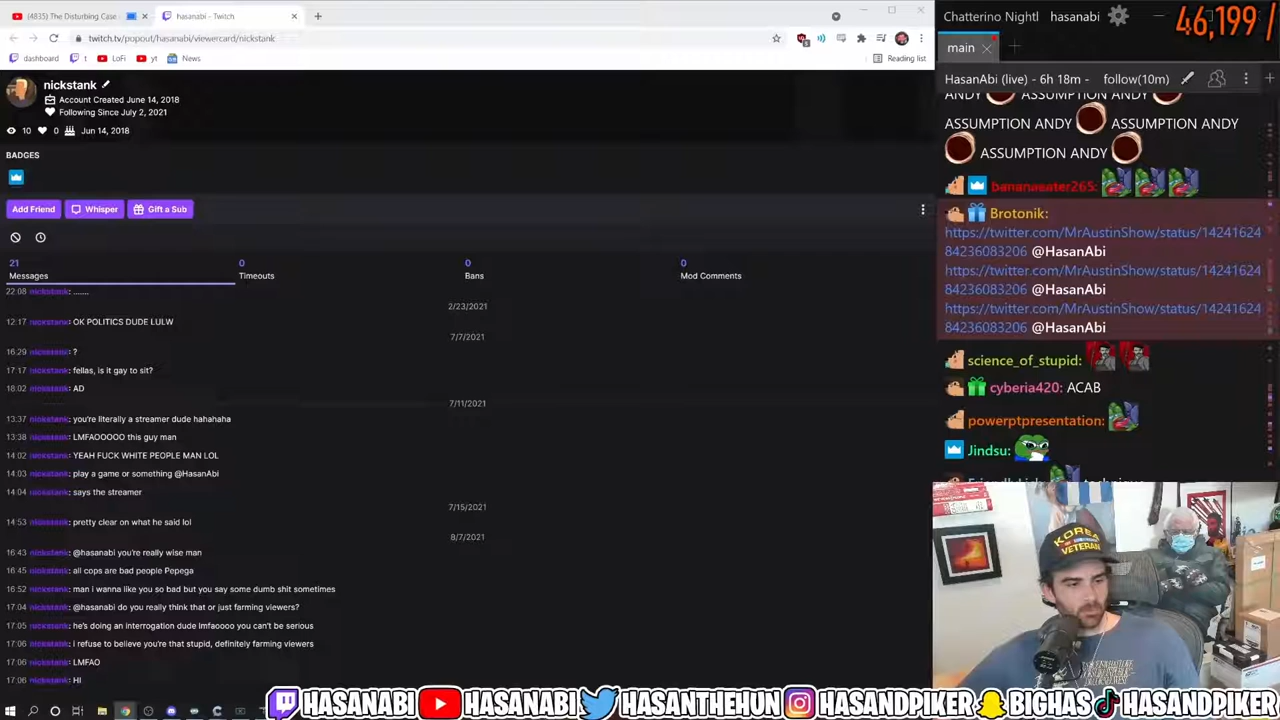 (4835) The Disturbing Case
hasanabi - Twitch
twitch.tv/popout/hasanabi/viewercard/nickstank
dashboard
t
LoFi
yt
News
Reading list
nickstank
Account Created June 14, 2018
Following Since July 2, 2021
10
0
Jun 14, 2018
BADGES
Add Friend
Whisper
Gift a Sub
21
Messages
0
Timeouts
0
Bans
0
Mod Comments
22:08 nickstank: .......
2/23/2021
12:17 nickstank: OK POLITICS DUDE LULW
7/7/2021
16:29 nickstank: ?
17:17 nickstank: fellas, is it gay to sit?
18:02 nickstank: AD
7/11/2021
13:37 nickstank: you're literally a streamer dude hahahaha
13:38 nickstank: LMFAOOOOO this guy man
14:02 nickstank: YEAH FUCK WHITE PEOPLE MAN LOL
14:03 nickstank: play a game or something @HasanAbi
14:04 nickstank: says the streamer
7/15/2021
14:53 nickstank: pretty clear on what he said lol
8/7/2021
16:43 nickstank: @hasanabi you're really wise man
16:45 nickstank: all cops are bad people Pepega
16:52 nickstank: man i wanna like you so bad but you say some dumb shit sometimes
17:04 nickstank: @hasanabi do you really think that or just farming viewers?
17:05 nickstank: he's doing an interrogation dude lmfaooo you can't be serious
17:06 nickstank: i refuse to believe you're that stupid, definitely farming viewers
17:06 nickstank: LMFAO
17:06 nickstank: HI
Chatterino Nightl
hasanabi
46,199 /
main
HasanAbi (live) - 6h 18m -
follow(10m)
ANDY ASSUMPTION ANDY
ASSUMPTION ANDY ASSUMPTION ANDY
ASSUMPTION ANDY
bananaeater265:
Brotonik:
https://twitter.com/MrAustinShow/status/14241624
84236083206 @HasanAbi
https://twitter.com/MrAustinShow/status/14241624
84236083206 @HasanAbi
https://twitter.com/MrAustinShow/status/14241624
84236083206 @HasanAbi
science_of_stupid:
cyberia420: ACAB
powerptpresentation:
Jindsu:
KOREA
VETERAN
HASANABI
HASANABI
HASANTHEHUN
HASANDPIKER
BIGHAS
HASANDPIKER